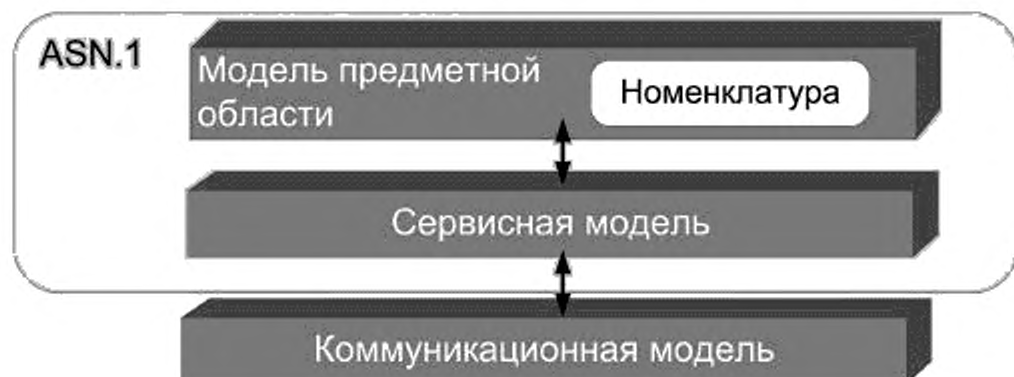 ASN.1
Модель предметной
области
Номенклатура
Сервисная модель
Коммуникационная модель